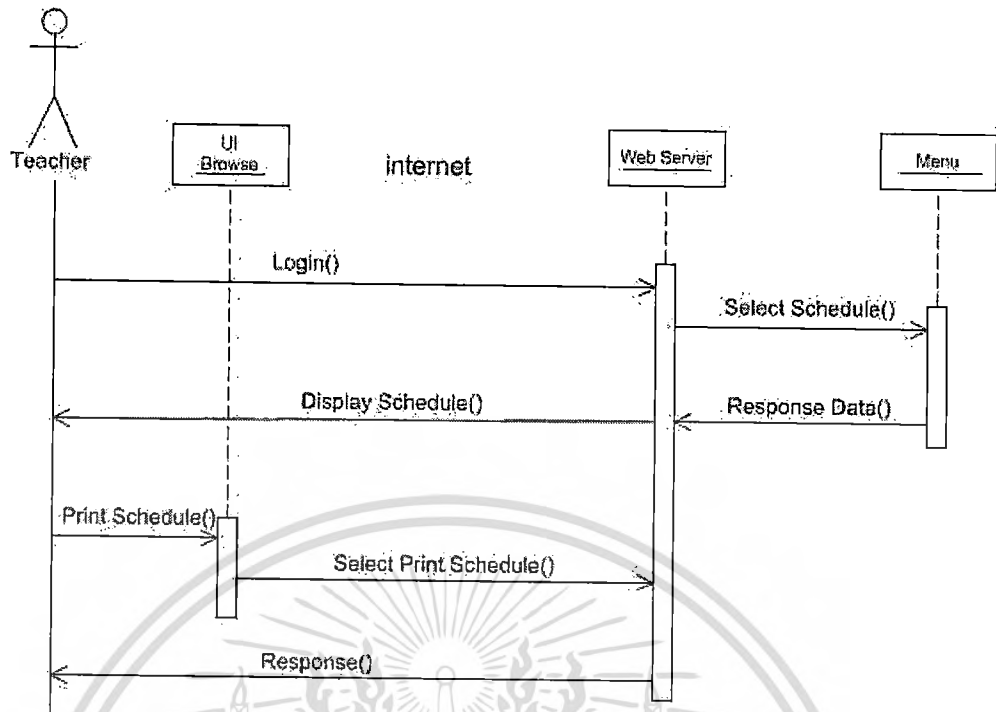 Teacher
UI
Browse
internet
Web Server
Menu
Login()
Select Schedule()
Display Schedule()
Response Data()
Print Schedule()
Select Print Schedule()
Response()